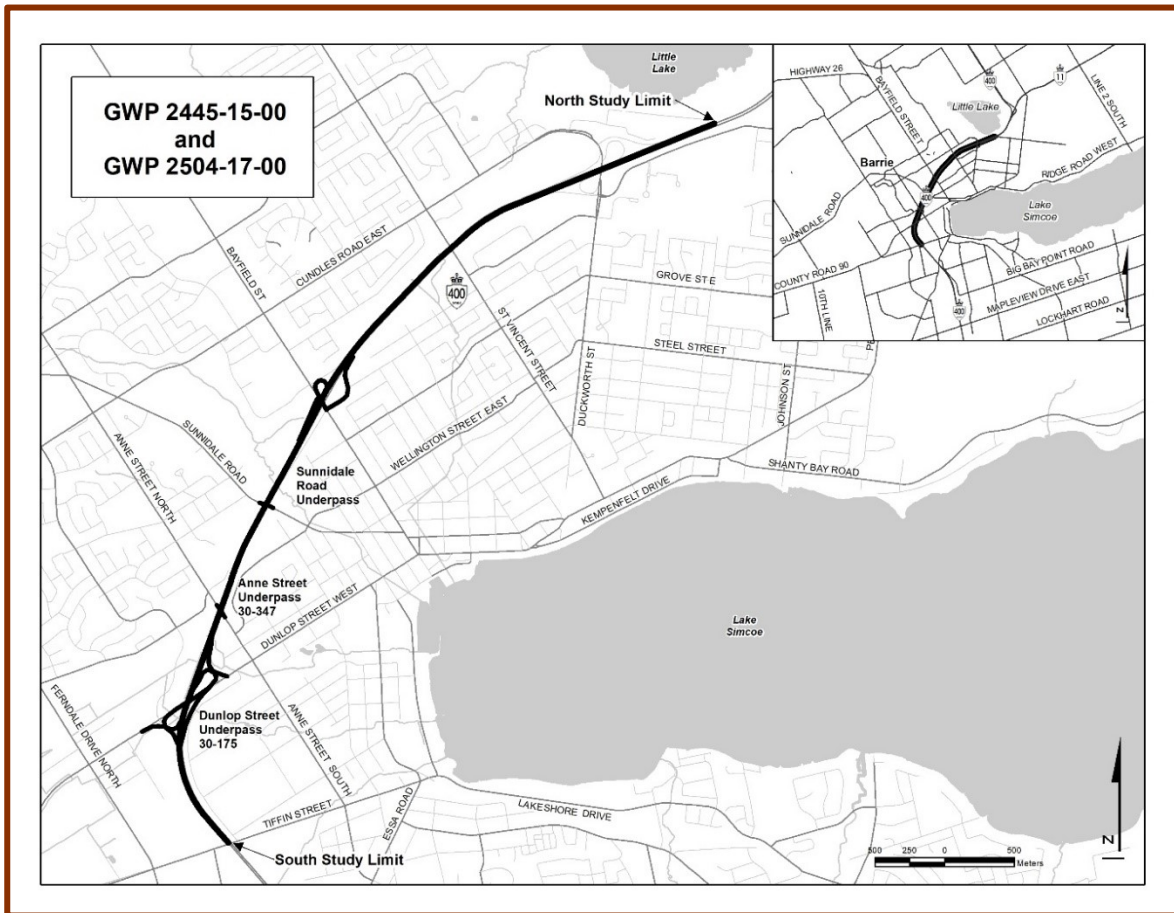 GWP 2445-15-00
and
GWP 2504-17-00
Little
Lake
North Study Limit
HIGHWAY 26
BAYFIELD STREET
400
11
LINE 2 SOUTH
Little Lake
Barrie
RIDGE ROAD WEST
400
SUNNIDALE ROAD
Lake
Simcoe
COUNTY ROAD 90
BIG BAY POINT ROAD
10TH LINE
MAPLEVIEW DRIVE EAST
400
LOCKHART ROAD
N
BAYFIELD ST
CUNDLES ROAD EAST
400
GROVE ST E
ST VINCENT STREET
STEEL STREET
DUCKWORTH ST
JOHNSON ST
SUNNIDALE ROAD
WELLINGTON STREET EAST
ANNE STREET NORTH
Sunnidale
Road
Underpass
SHANTY BAY ROAD
KEMPENFELT DRIVE
Anne Street
Underpass
30-347
DUNLOP STREET WEST
Lake
Simcoe
FERNDALE DRIVE NORTH
Dunlop Street
Underpass
30-175
ANNE STREET SOUTH
TIFFIN STREET
ESSA ROAD
LAKESHORE DRIVE
South Study Limit
500 250 0 500
Meters
N